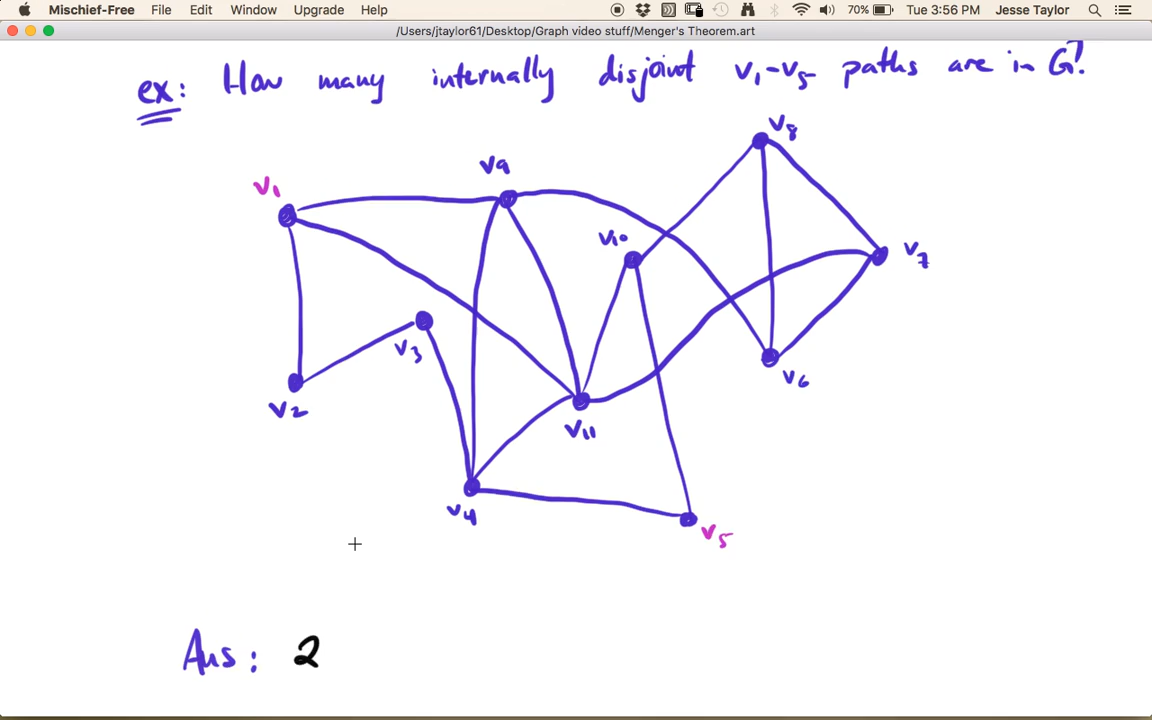 Mischief-Free File Edit Window Upgrade Help 70% Tue 3:56 PM Jesse Taylor
/Users/jtaylor61/Desktop/Graph video stuff/Menger's Theorem.art
ex: How many internally disjoint v1-v5 paths are in G?
v8
v9
v1
v10
v7
v3
v6
v2
v11
v4
v5
Ans: 2